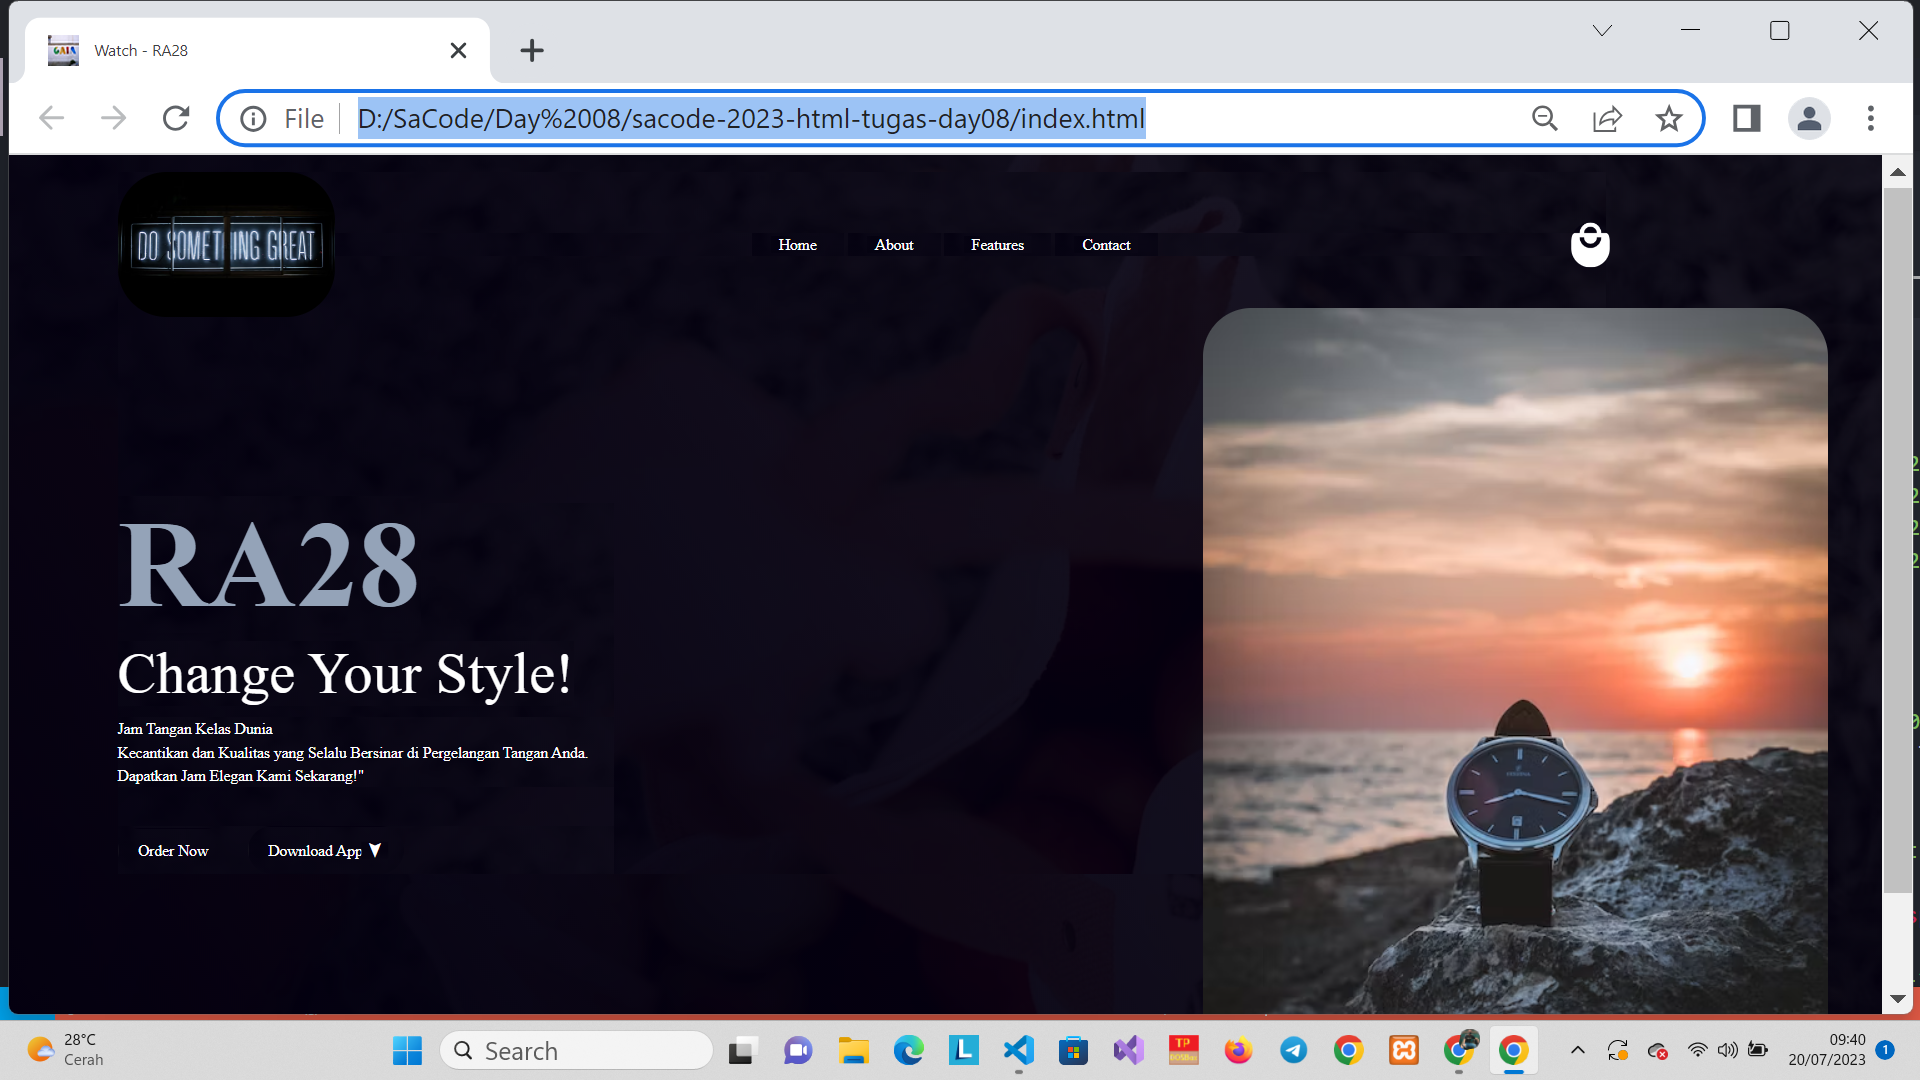 Watch - RA28
File
D:/SaCode/Day%2008/sacode-2023-html-tugas-day08/index.html
DO SOMETHING GREAT
Home
About
Features
Contact
RA28
Change Your Style!
Jam Tangan Kelas Dunia
Kecantikan dan Kualitas yang Selalu Bersinar di Pergelangan Tangan Anda.
Dapatkan Jam Elegan Kami Sekarang!"
Order Now
Download App
28°C
Cerah
Search
L
TP
09:40
20/07/2023
1